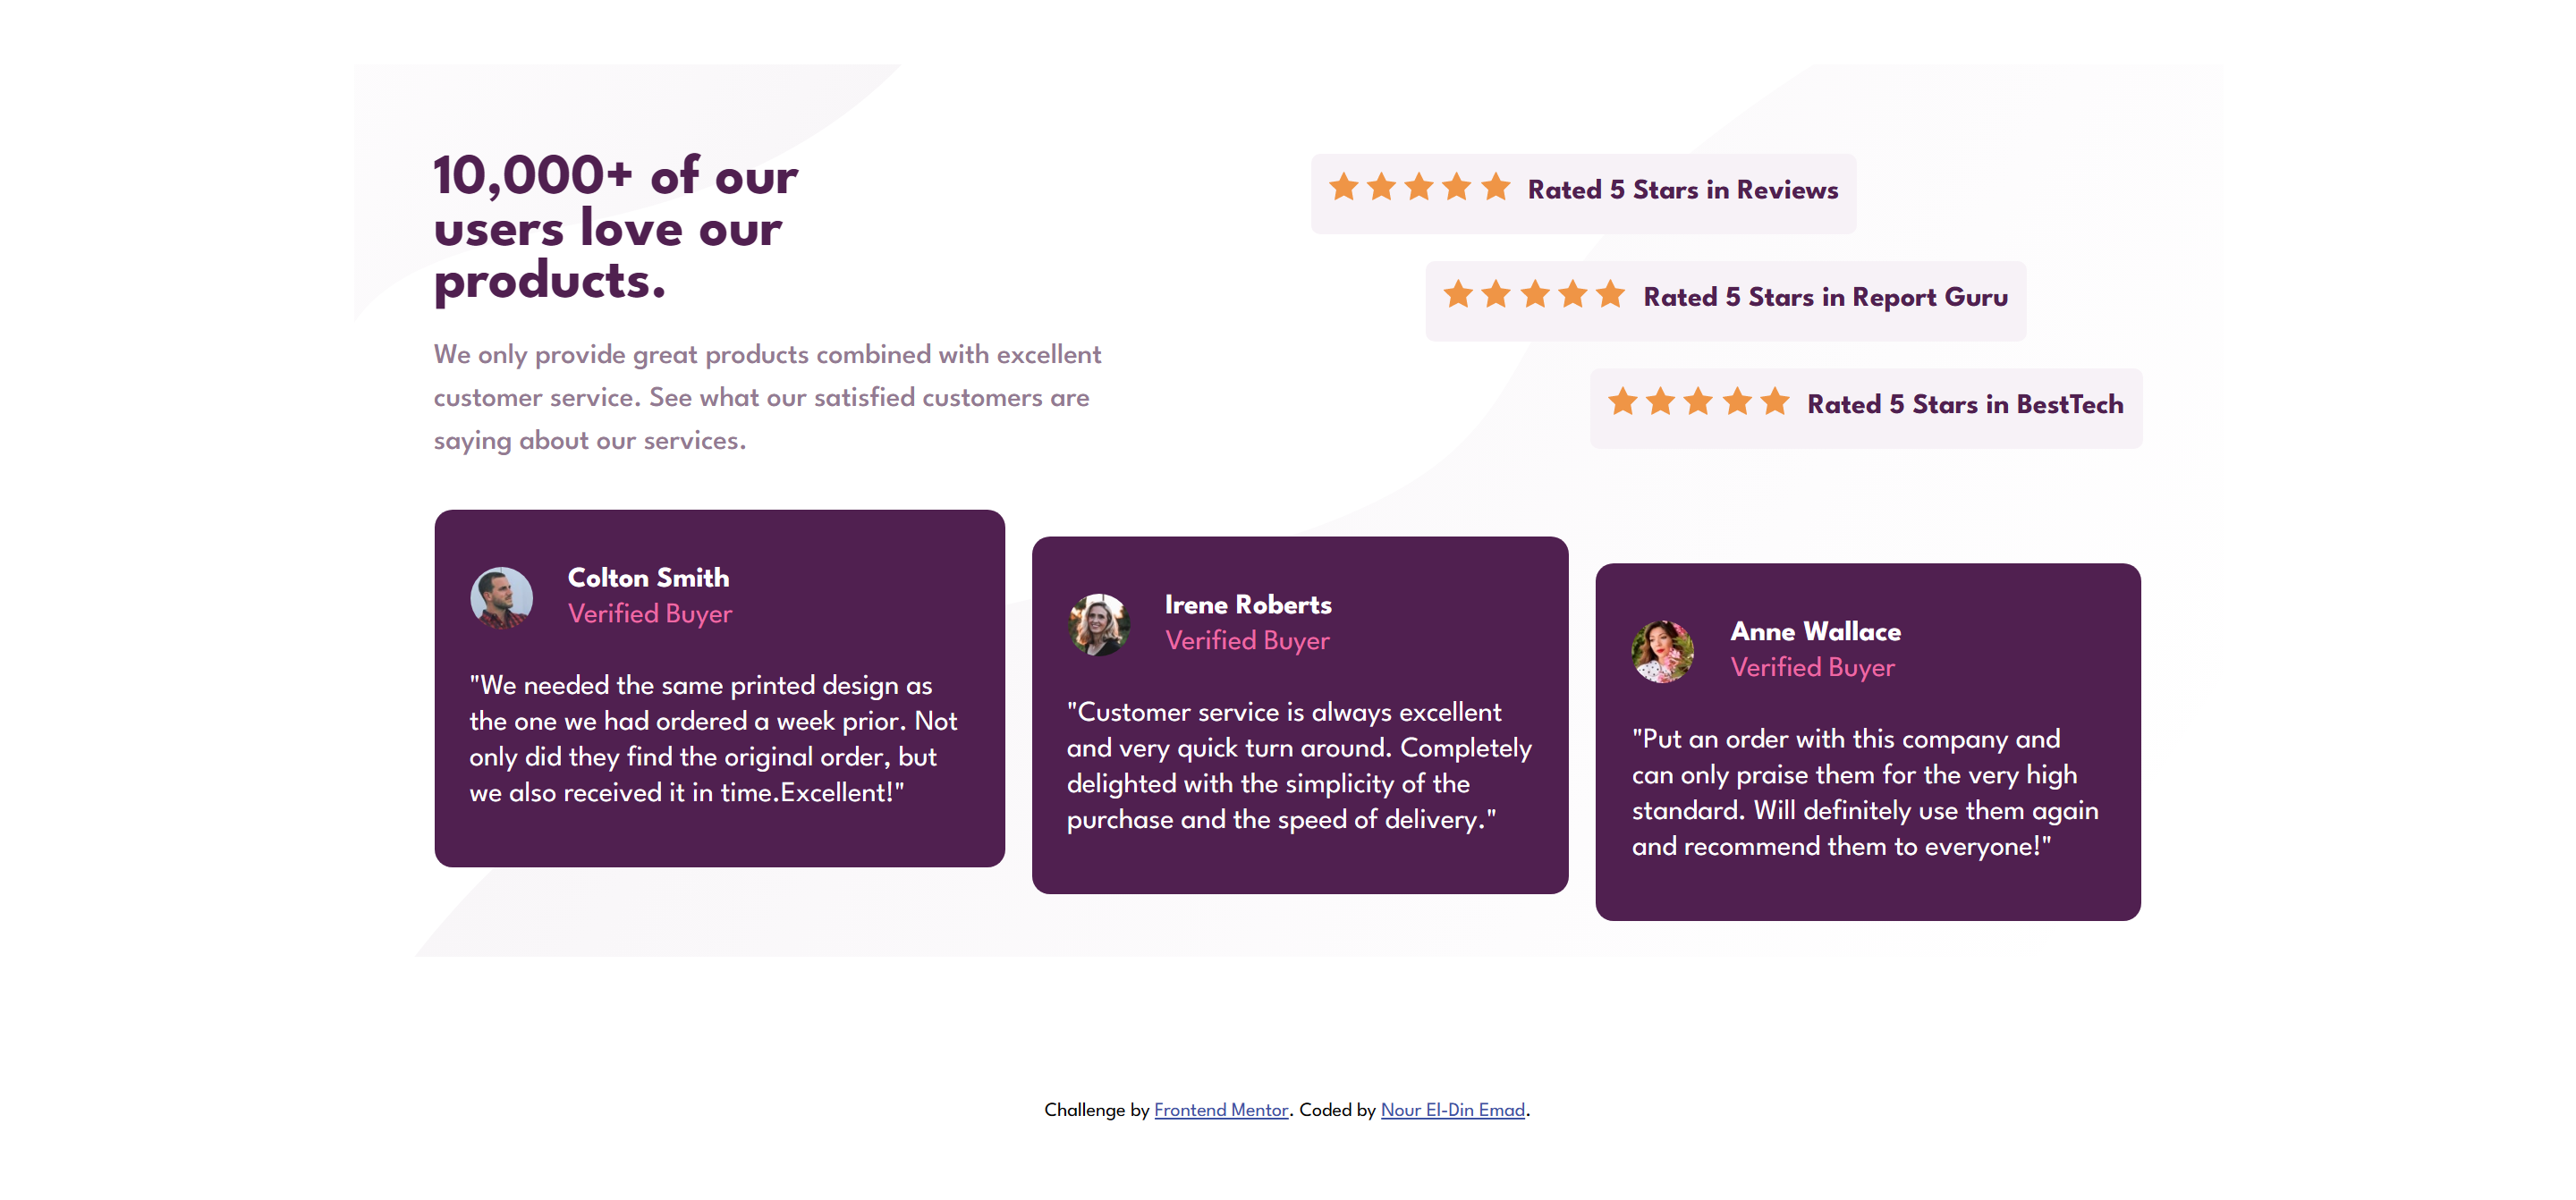 10,000+ of our
users love our
products.
We only provide great products combined with excellent
customer service. See what our satisfied customers are
saying about our services.
Rated 5 Stars in Reviews
Rated 5 Stars in Report Guru
Rated 5 Stars in BestTech
Colton Smith
Verified Buyer
"We needed the same printed design as
the one we had ordered a week prior. Not
only did they find the original order, but
we also received it in time.Excellent!"
Irene Roberts
Verified Buyer
"Customer service is always excellent
and very quick turn around. Completely
delighted with the simplicity of the
purchase and the speed of delivery."
Anne Wallace
Verified Buyer
"Put an order with this company and
can only praise them for the very high
standard. Will definitely use them again
and recommend them to everyone!"
Challenge by Frontend Mentor. Coded by Nour El-Din Emad.